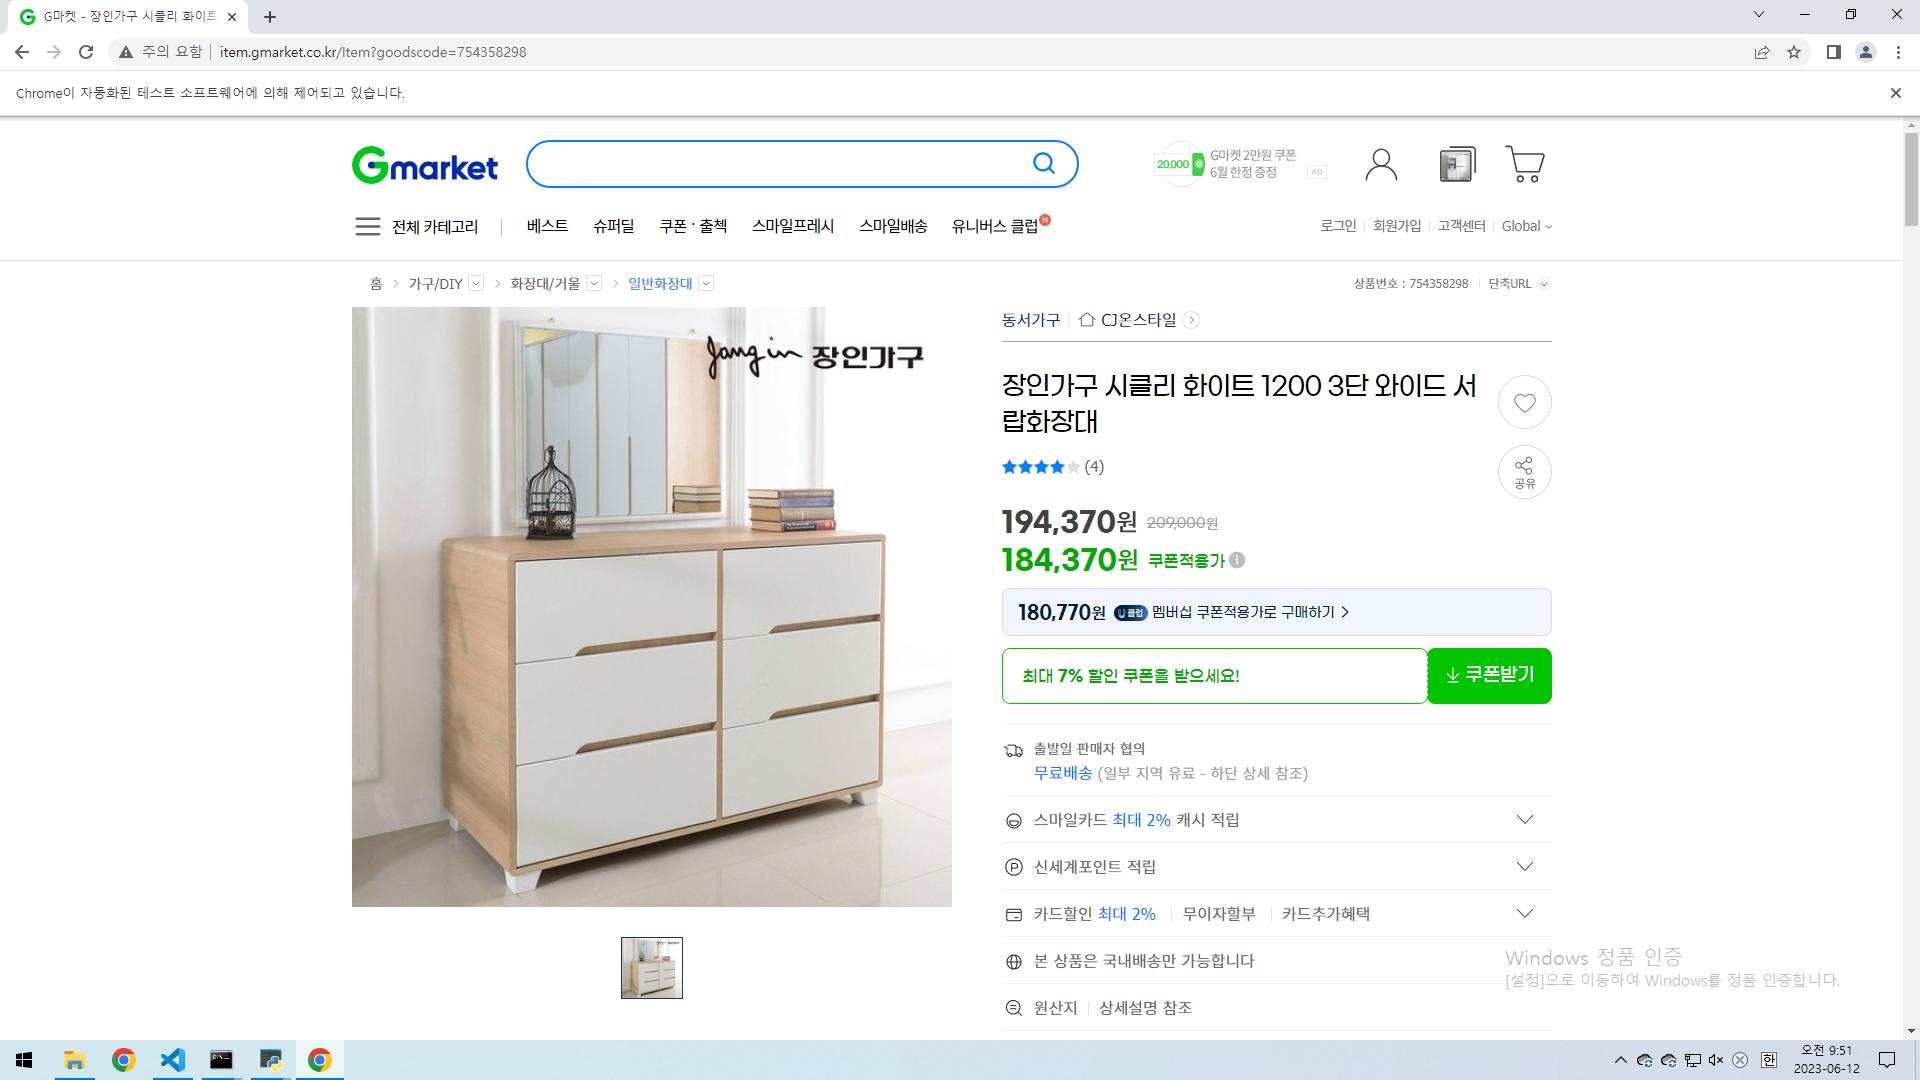 G마켓 - 장인가구 시클리 화이트
주의 요함
item.gmarket.co.kr/Item?goodscode=754358298
Chrome이 자동화된 테스트 소프트웨어에 의해 제어되고 있습니다.
Gmarket
20,000
G마켓 2만원 쿠폰
6월 한정 증정
AD
전체 카테고리
베스트 슈퍼딜 쿠폰·출첵 스마일프레시 스마일배송 유니버스 클럽 N
로그인 회원가입 고객센터 Global
홈 > 가구/DIY > 화장대/거울 > 일반화장대
상품번호 : 754358298 단축URL
Jangin 장인가구
동서가구 CJ온스타일
장인가구 시클리 화이트 1200 3단 와이드 서
랍화장대
(4)
공유
194,370원 209,000원
184,370원 쿠폰적용가
180,770원 U클럽 멤버십 쿠폰적용가로 구매하기
최대 7% 할인 쿠폰을 받으세요!
쿠폰받기
출발일 판매자 협의
무료배송 (일부 지역 유료 - 하단 상세 참조)
스마일카드 최대 2% 캐시 적립
신세계포인트 적립
카드할인 최대 2% 무이자할부 카드추가혜택
본 상품은 국내배송만 가능합니다
원산지 상세설명 참조
Windows 정품 인증
[설정]으로 이동하여 Windows를 정품 인증합니다.
한
오전 9:51
2023-06-12